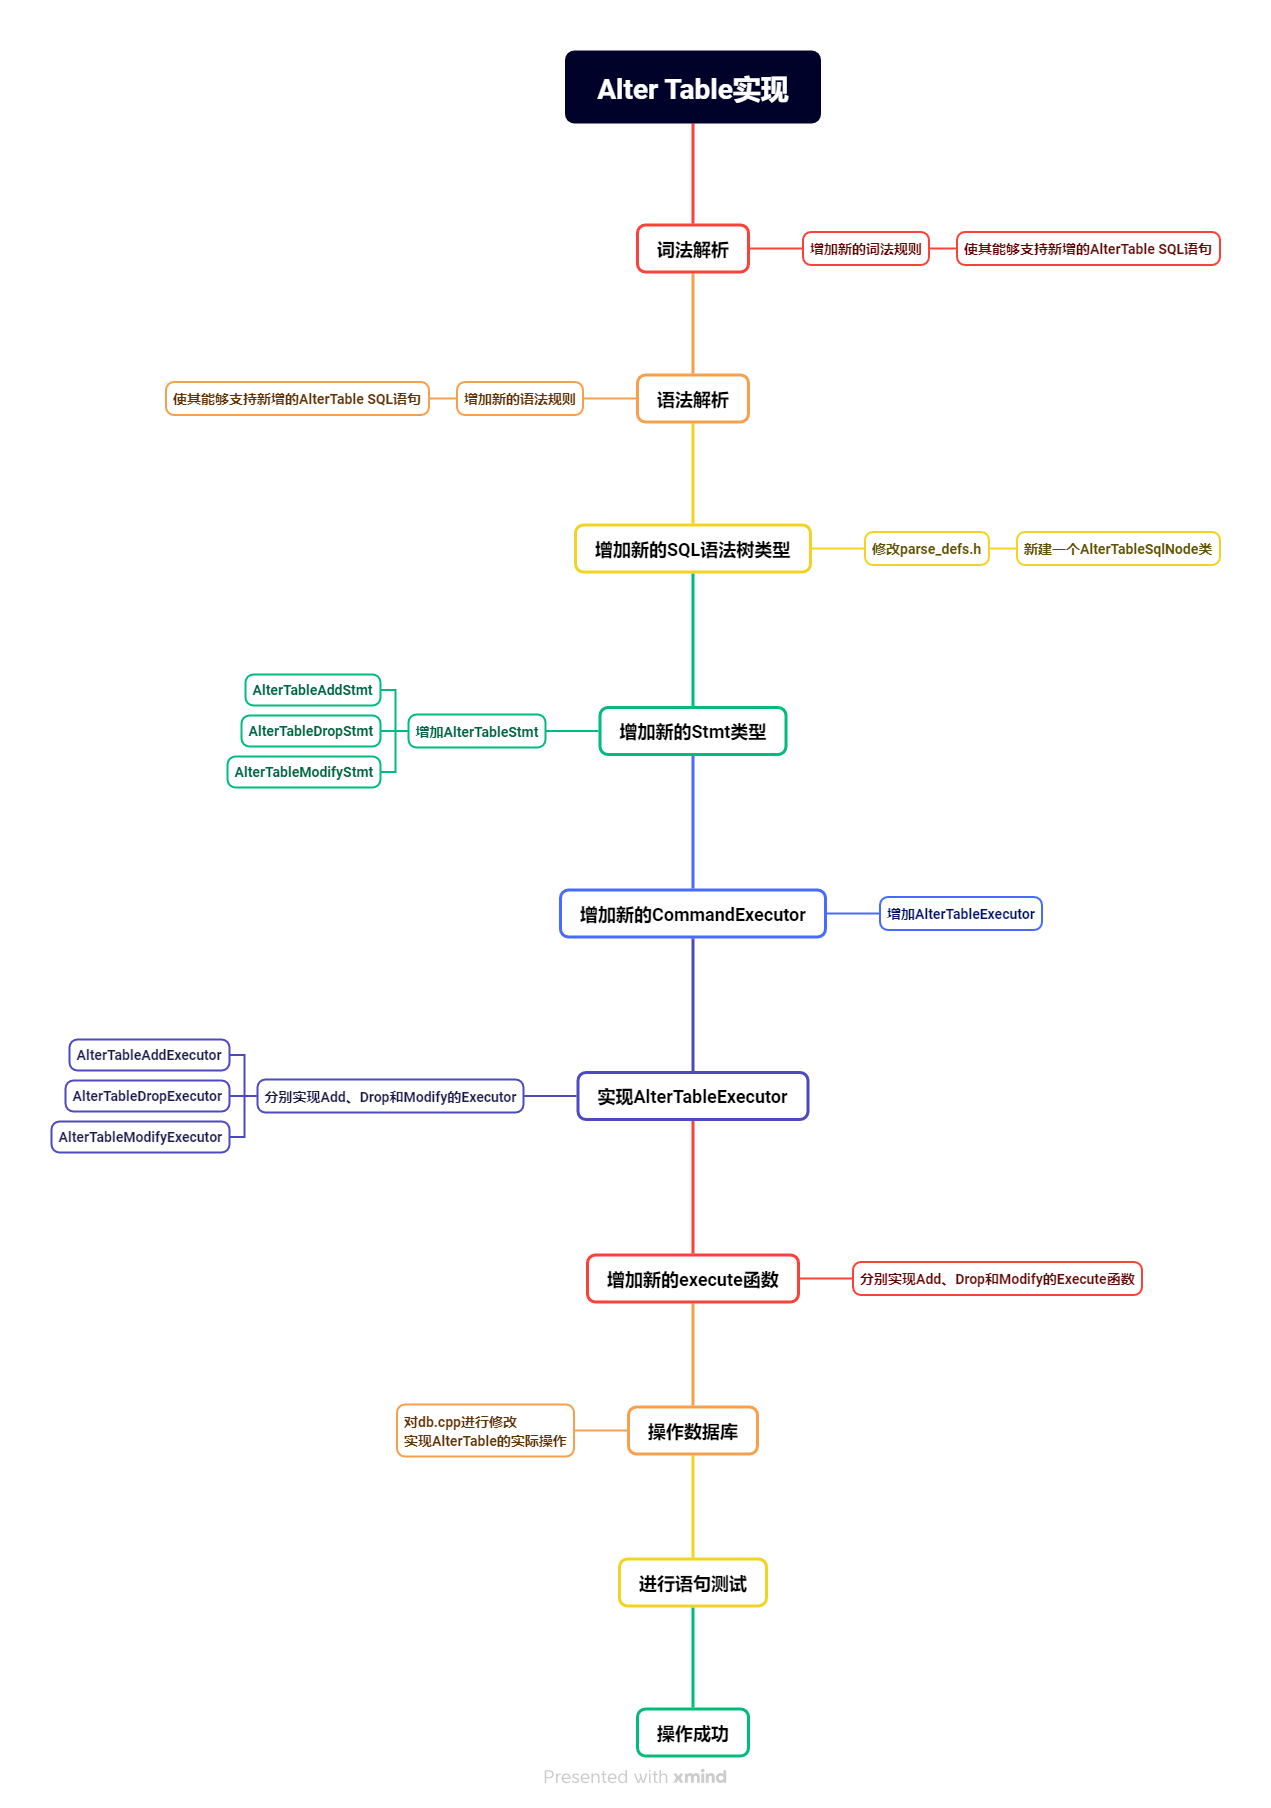 Alter Table实现
词法解析
增加新的词法规则
使其能够支持新增的AlterTable SQL语句
语法解析
增加新的语法规则
使其能够支持新增的AlterTable SQL语句
增加新的SQL语法树类型
修改parse_defs.h
新建一个AlterTableSqlNode类
增加新的Stmt类型
增加AlterTableStmt
AlterTableAddStmt
AlterTableDropStmt
AlterTableModifyStmt
增加新的CommandExecutor
增加AlterTableExecutor
实现AlterTableExecutor
分别实现Add、Drop和Modify的Executor
AlterTableAddExecutor
AlterTableDropExecutor
AlterTableModifyExecutor
增加新的execute函数
分别实现Add、Drop和Modify的Execute函数
操作数据库
对db.cpp进行修改
实现AlterTable的实际操作
进行语句测试
操作成功
Presented with xmind